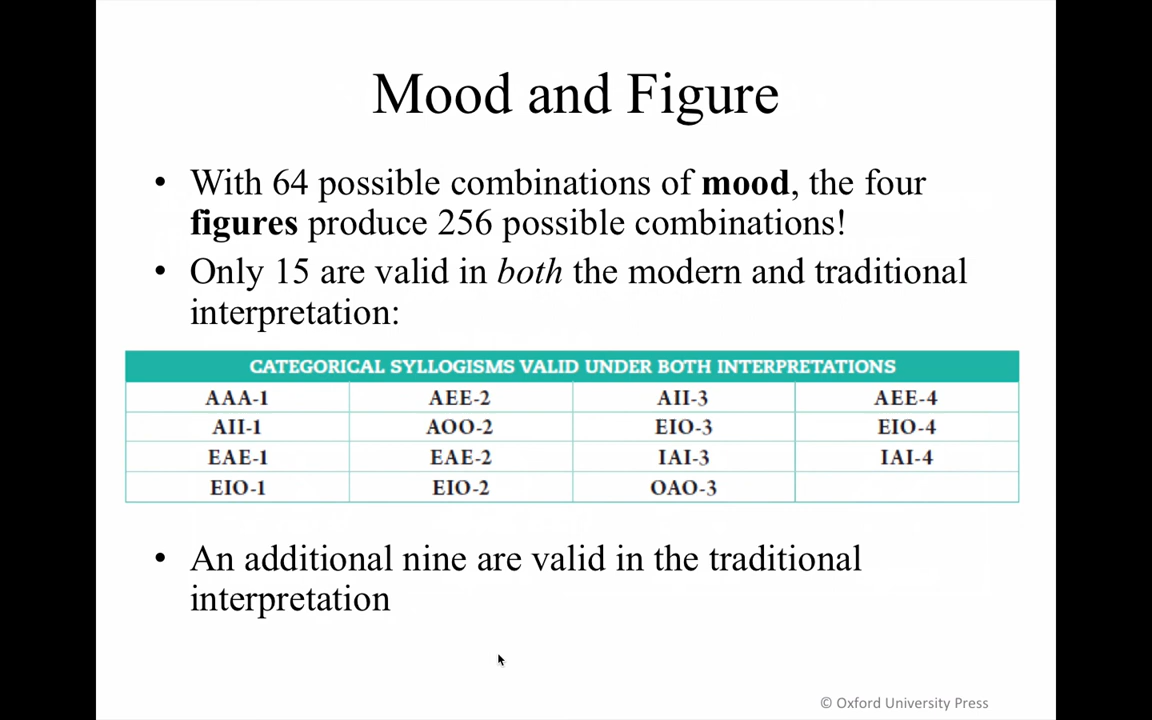 Mood and Figure
• With 64 possible combinations of mood, the four
figures produce 256 possible combinations!
• Only 15 are valid in both the modern and traditional
interpretation:
CATEGORICAL SYLLOGISMS VALID UNDER BOTH INTERPRETATIONS
AAA-1 AEE-2 AII-3 AEE-4
AII-1 AOO-2 EIO-3 EIO-4
EAE-1 EAE-2 IAI-3 IAI-4
EIO-1 EIO-2 OAO-3
• An additional nine are valid in the traditional
interpretation
© Oxford University Press